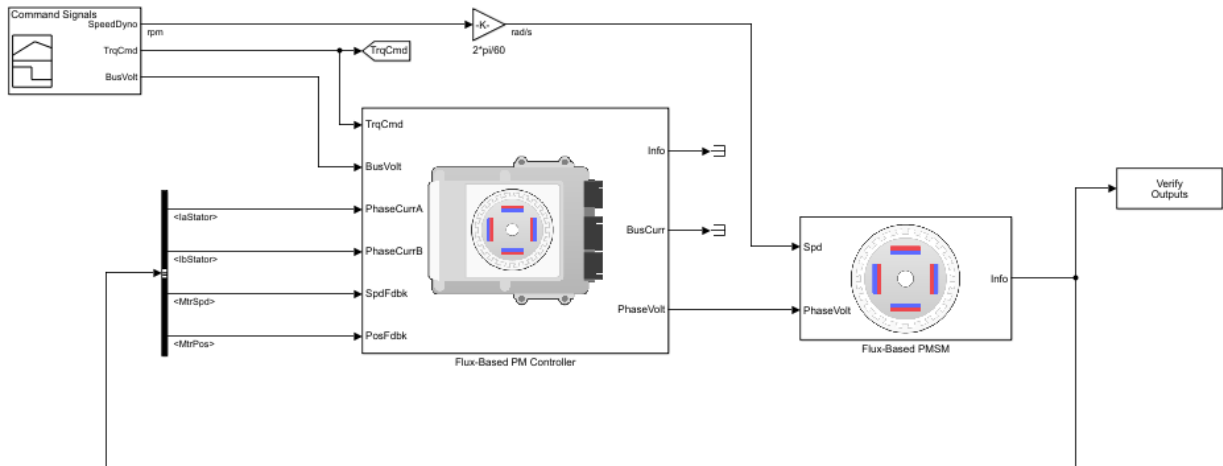 Command Signals
SpeedDyno
rpm
TrqCmd
BusVolt
-K-
rad/s
2*pi/60
TrqCmd
TrqCmd
BusVolt
PhaseCurrA
PhaseCurrB
SpdFdbk
PosFdbk
Info
BusCurr
PhaseVolt
Flux-Based PM Controller
<IaStator>
<IbStator>
<MtrSpd>
<MtrPos>
Spd
PhaseVolt
Info
Flux-Based PMSM
Verify
Outputs